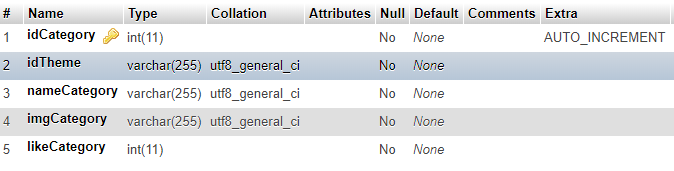 # Name Type Collation Attributes Null Default Comments Extra
1 idCategory int(11) No None AUTO_INCREMENT
2 idTheme varchar(255) utf8_general_ci No None
3 nameCategory varchar(255) utf8_general_ci No None
4 imgCategory varchar(255) utf8_general_ci No None
5 likeCategory int(11) No None